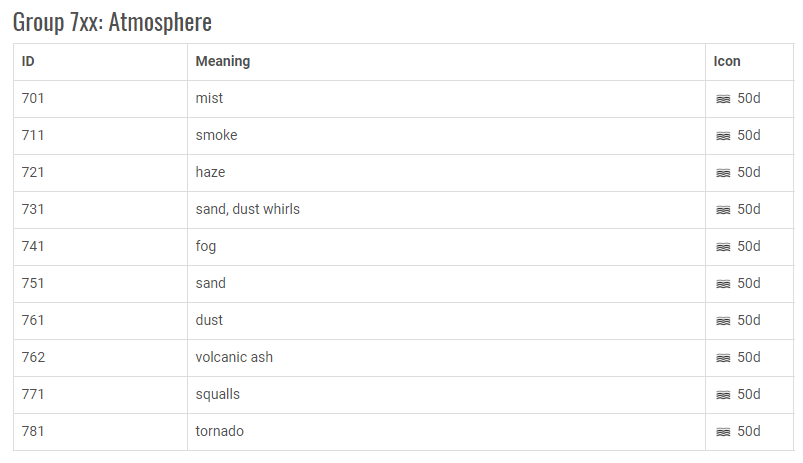 Group 7xx: Atmosphere
ID Meaning Icon
701 mist 50d
711 smoke 50d
721 haze 50d
731 sand, dust whirls 50d
741 fog 50d
751 sand 50d
761 dust 50d
762 volcanic ash 50d
771 squalls 50d
781 tornado 50d